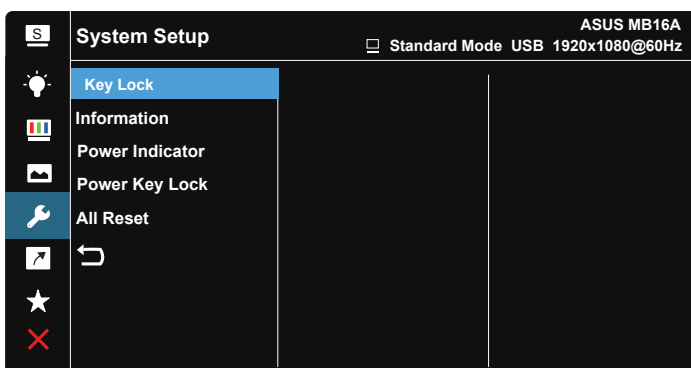 S
System Setup
ASUS MB16A
Standard Mode USB 1920x1080@60Hz
Key Lock
Information
Power Indicator
Power Key Lock
All Reset